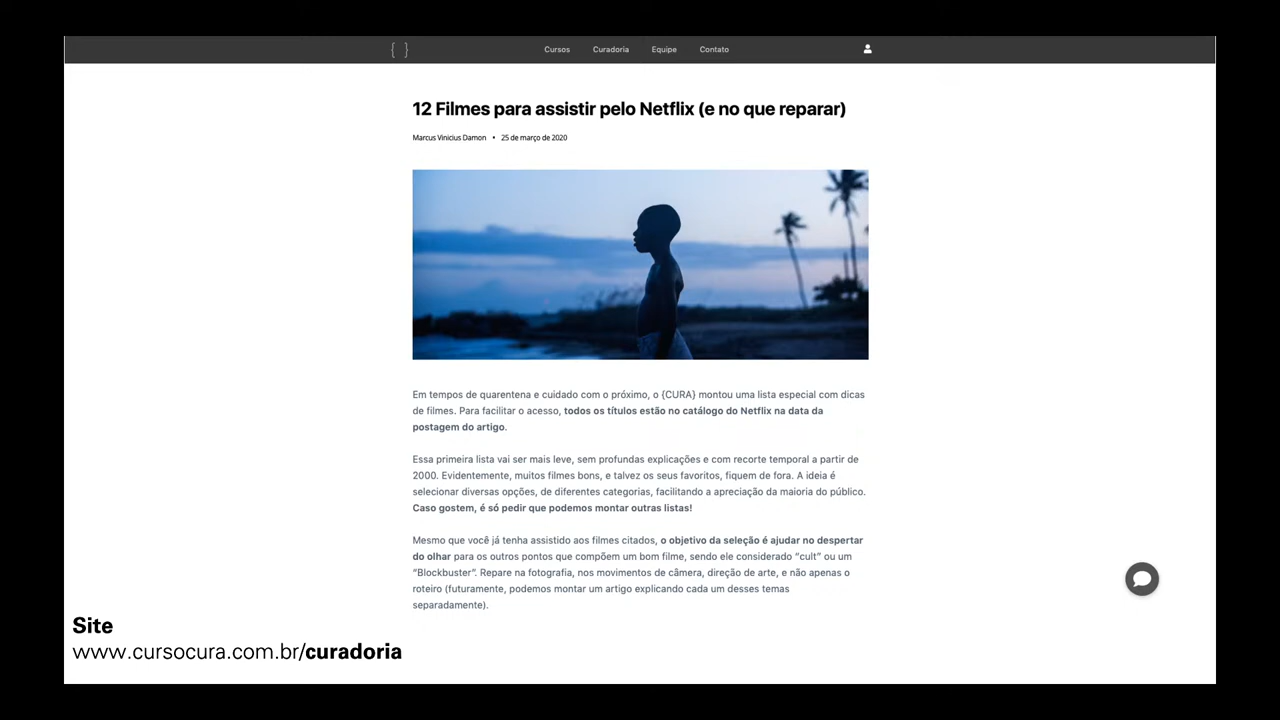 { }
Cursos Curadoria Equipe Contato
12 Filmes para assistir pelo Netflix (e no que reparar)
Marcus Vinicius Damon • 25 de março de 2020
Em tempos de quarentena e cuidado com o próximo, o {CURA} montou uma lista especial com dicas
de filmes. Para facilitar o acesso, todos os títulos estão no catálogo do Netflix na data da
postagem do artigo.
Essa primeira lista vai ser mais leve, sem profundas explicações e com recorte temporal a partir de
2000. Evidentemente, muitos filmes bons, e talvez os seus favoritos, fiquem de fora. A ideia é
selecionar diversas opções, de diferentes categorias, facilitando a apreciação da maioria do público.
Caso gostem, é só pedir que podemos montar outras listas!
Mesmo que você já tenha assistido aos filmes citados, o objetivo da seleção é ajudar no despertar
do olhar para os outros pontos que compõem um bom filme, sendo ele considerado “cult” ou um
“Blockbuster”. Repare na fotografia, nos movimentos de câmera, direção de arte, e não apenas o
roteiro (futuramente, podemos montar um artigo explicando cada um desses temas
separadamente).
Site
www.cursocura.com.br/curadoria